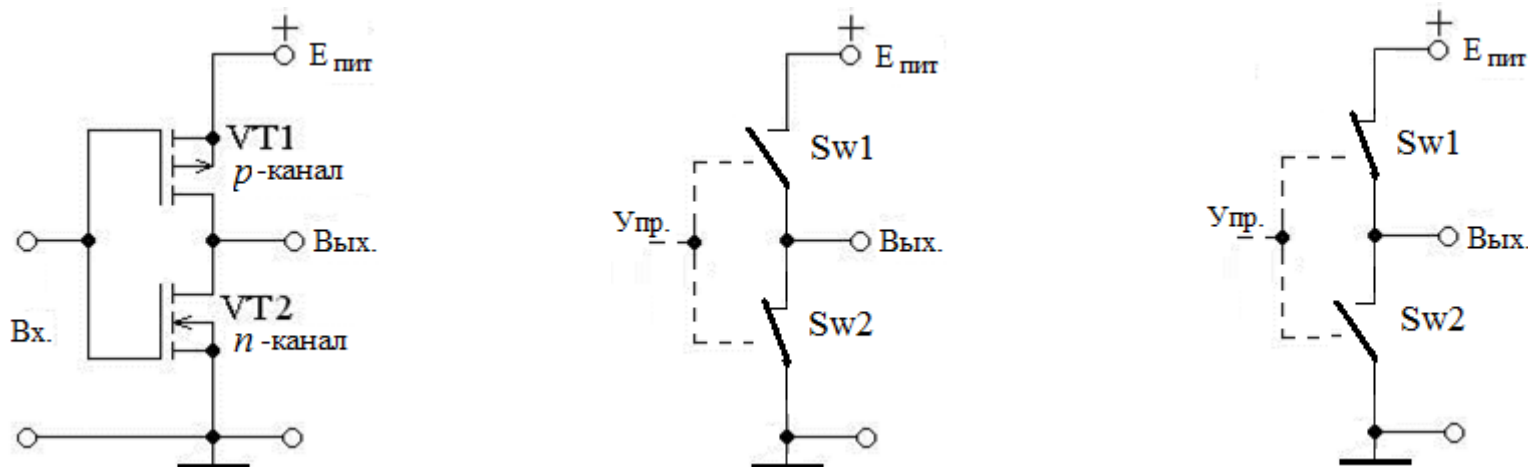 +
Е пит
VT1
p-канал
Вых.
VT2
n-канал
Вх.
+
Е пит
Sw1
Упр.
Вых.
Sw2
+
Е пит
Sw1
Упр.
Вых.
Sw2